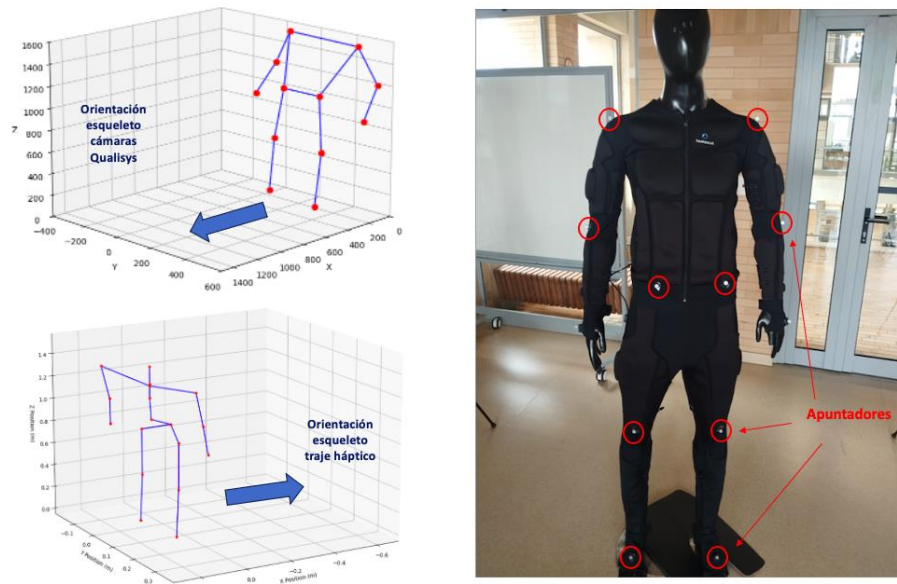 1600
1400
1200
1000
800
600
400
200
0
Z
Orientación
esqueleto
cámaras
Qualisys
-400
-200
0
200
400
600
Y
1400
1200
1000
800
600
400
200
0
X
1.4
1.2
1.0
0.8
0.6
0.4
0.2
0.0
Z Position (m)
Orientación
esqueleto
traje háptico
-0.1
0.0
0.1
0.2
0.3
Y Position (m)
0.0
-0.2
-0.4
-0.6
X Position (m)
Apuntadores